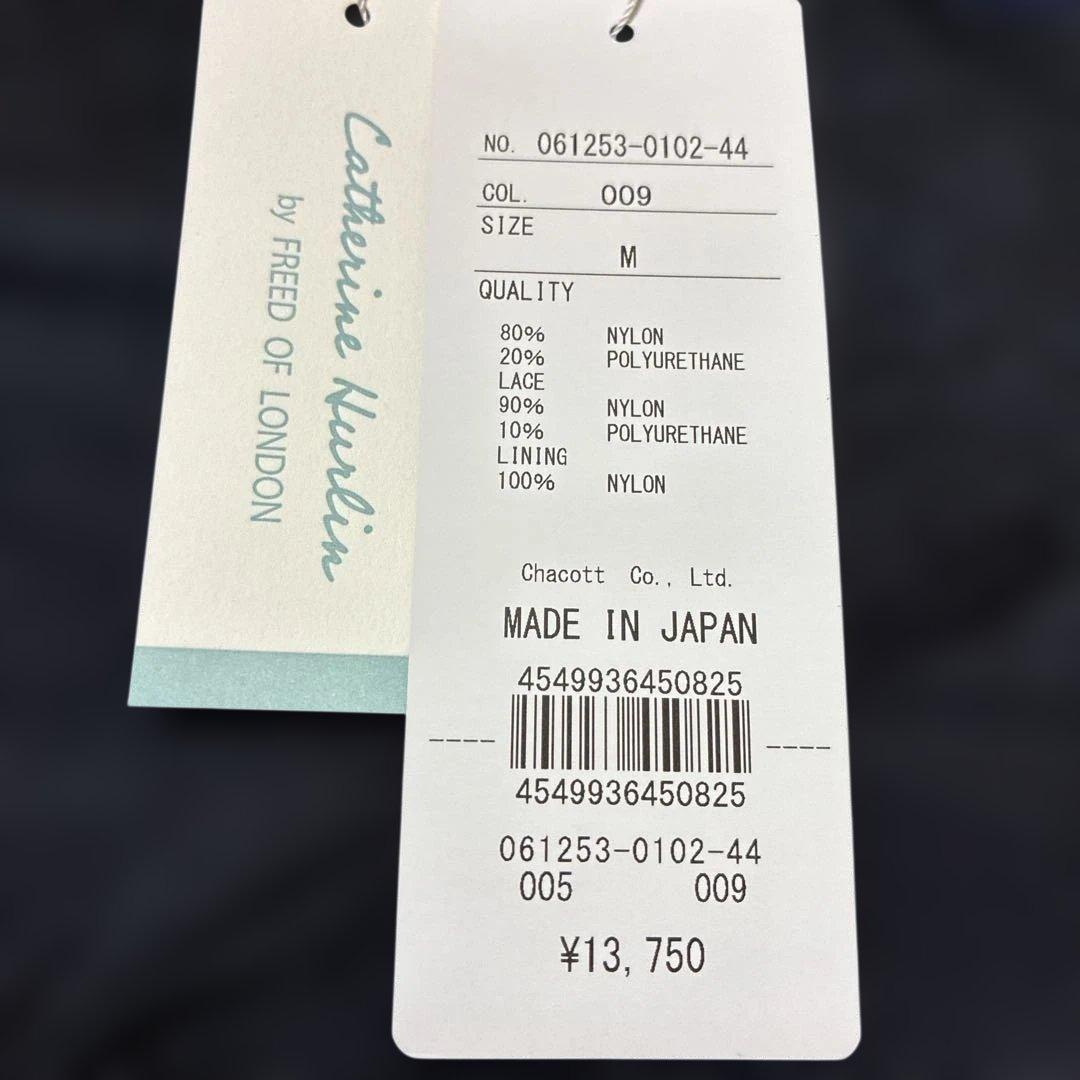 Catherine Hurlin
by FREED OF LONDON
NO. 061253-0102-44
COL. 009
SIZE
M
QUALITY
80% NYLON
20% POLYURETHANE
LACE
90% NYLON
10% POLYURETHANE
LINING
100% NYLON
Chacott Co., Ltd.
MADE IN JAPAN
4549936450825
4549936450825
061253-0102-44
005 009
¥13,750